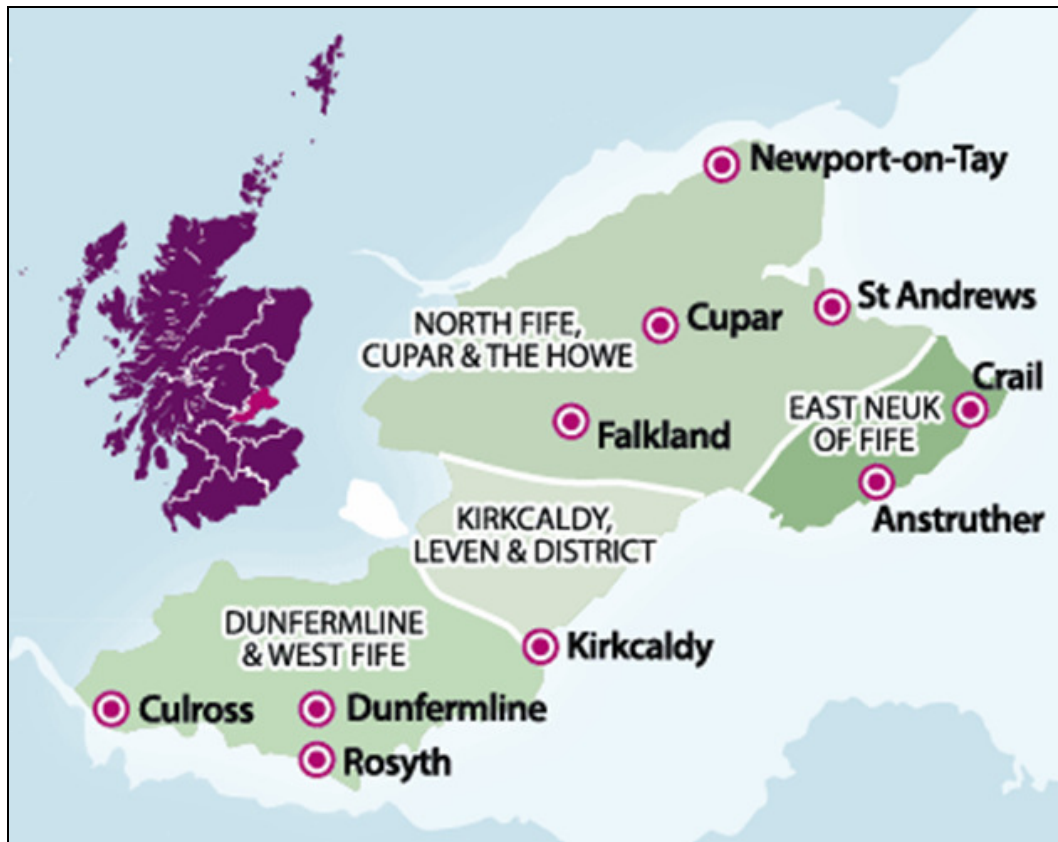 Newport-on-Tay
St Andrews
Cupar
NORTH FIFE,
CUPAR & THE HOWE
Crail
EAST NEUK
OF FIFE
Falkland
Anstruther
KIRKCALDY,
LEVEN & DISTRICT
DUNFERMLINE
& WEST FIFE
Kirkcaldy
Culross
Dunfermline
Rosyth